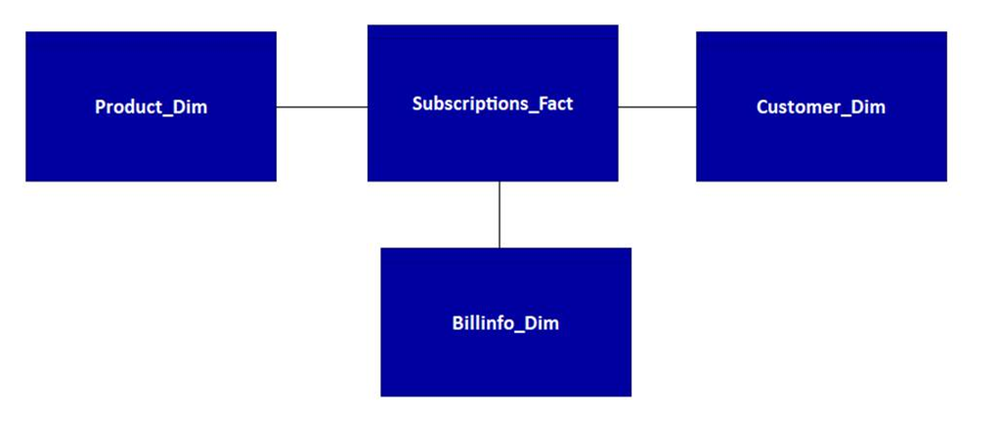 Product_Dim
Subscriptions_Fact
Customer_Dim
Billinfo_Dim